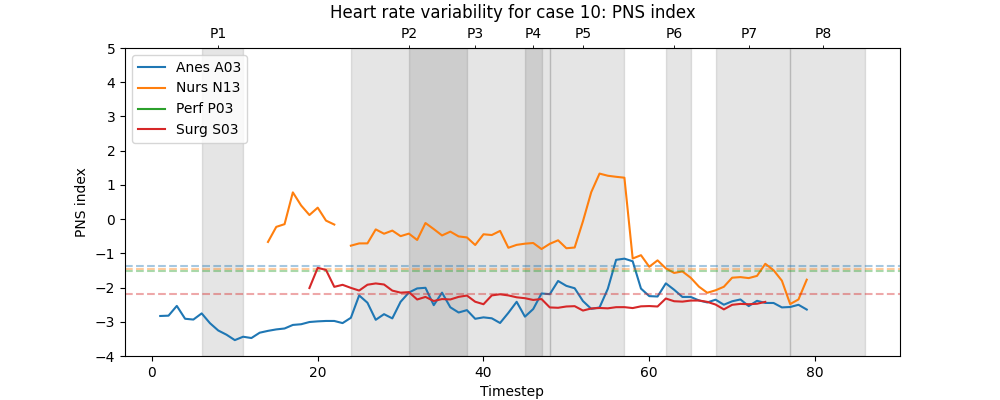 Heart rate variability for case 10: PNS index
P1 P2 P3 P4 P5 P6 P7 P8
Anes A03
Nurs N13
Perf P03
Surg S03
5
4
3
2
1
0
−1
−2
−3
−4
PNS index
0 20 40 60 80
Timestep